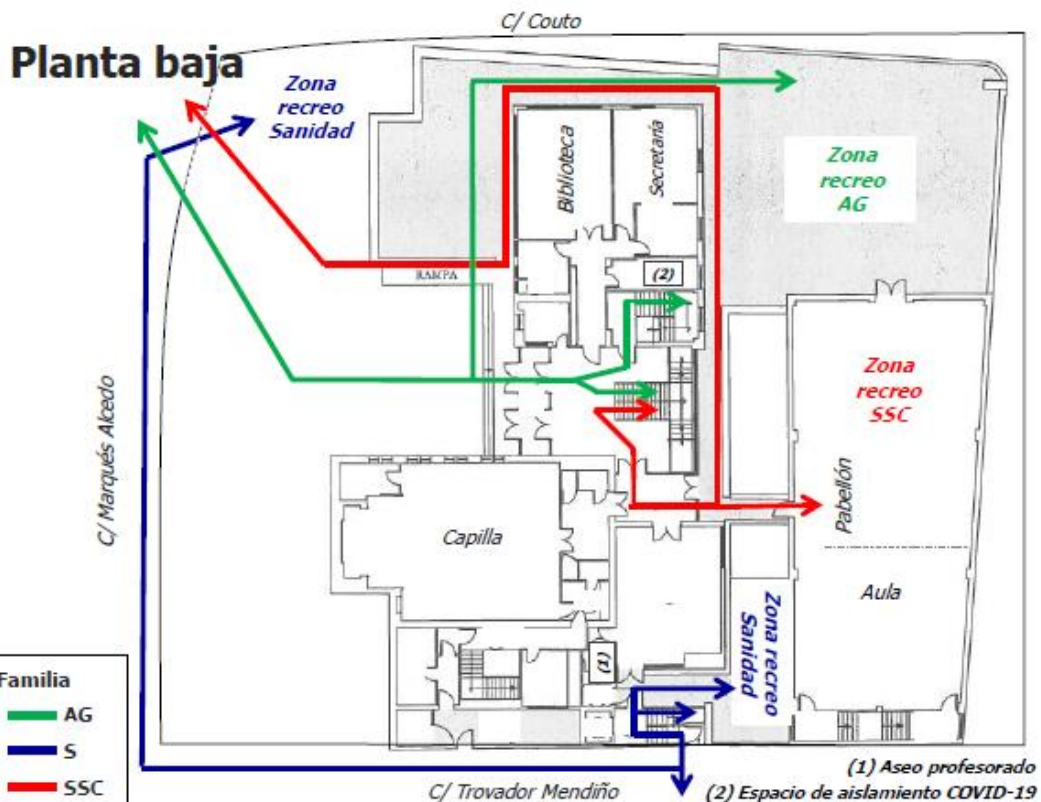 C/ Couto
Planta baja
Zona
recreo
Sanidad
Biblioteca
Secretaría
Zona
recreo
AG
(2)
RAMPA
Zona
recreo
SSC
C/ Marqués Alcedo
Pabellón
Capilla
Aula
Zona recreo
Sanidad
(1)
Familia
AG
S
SSC
(1) Aseo profesorado
C/ Trovador Mendiño
(2) Espacio de aislamiento COVID-19